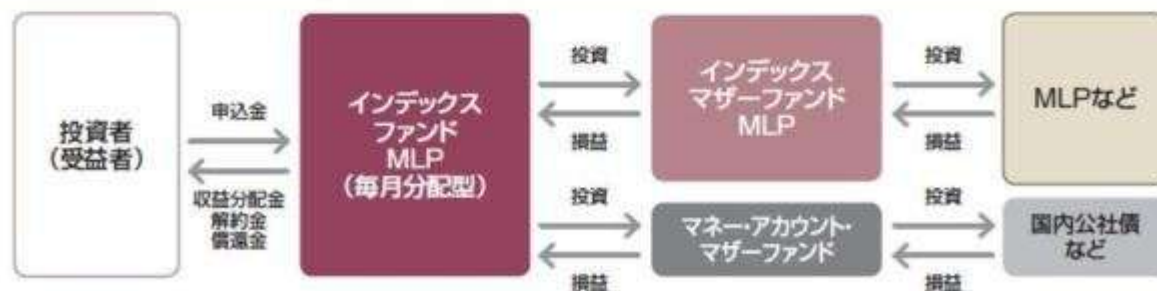 投資者
(受益者)
申込金
収益分配金
解約金
償還金
インデックス
ファンド
MLP
(毎月分配型)
投資
損益
インデックス
マザーファンド
MLP
投資
損益
MLPなど
投資
損益
マネー・アカウント・
マザーファンド
投資
損益
国内公社債
など